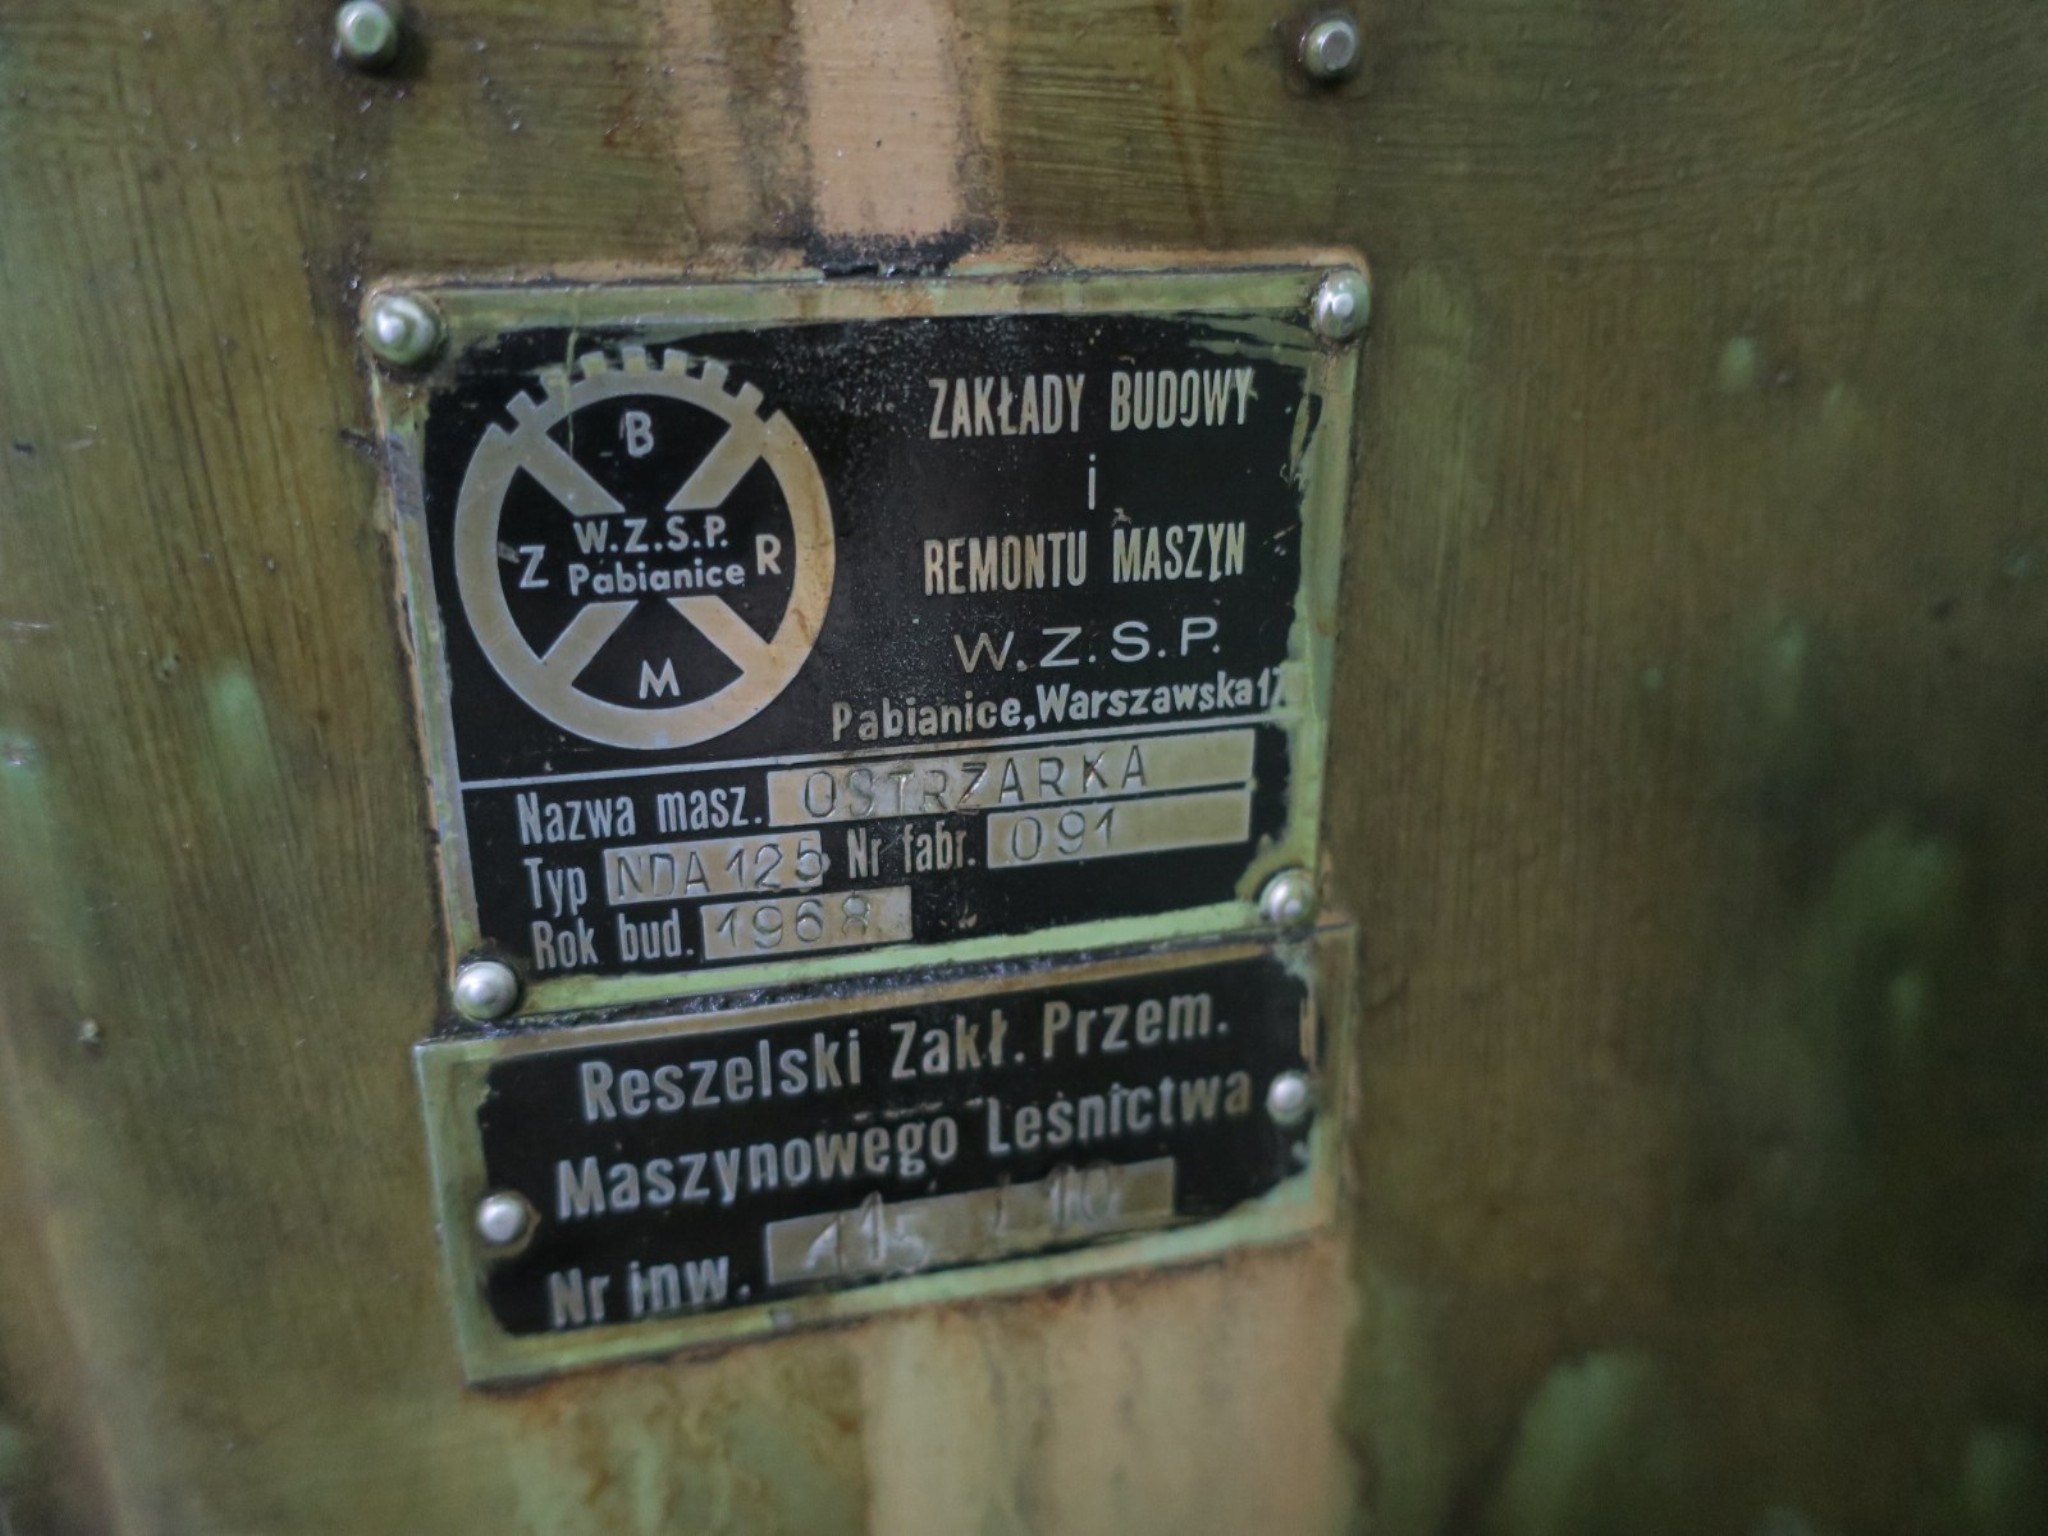 B
Z W.Z.S.P. R
Pabianice
M
ZAKŁADY BUDOWY
i
REMONTU MASZYN
W.Z.S.P.
Pabianice, Warszawska 17
Nazwa masz. OSTRZARKA
Typ NDA 125 Nr fabr. 091
Rok bud. 1968
Reszelski Zakł. Przem.
Maszynowego Leśnictwa
Nr inw.